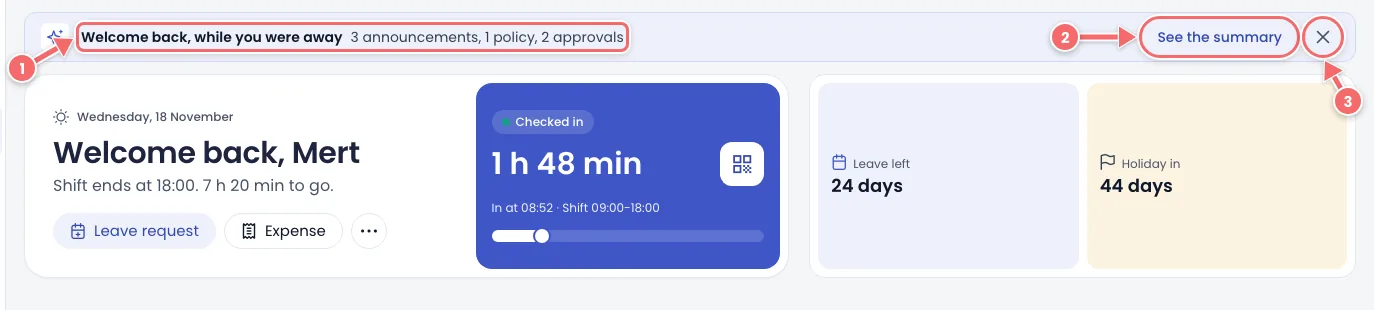 Welcome back, while you were away 3 announcements, 1 policy, 2 approvals
See the summary
1
2
3
Wednesday, 18 November
Welcome back, Mert
Shift ends at 18:00. 7 h 20 min to go.
Leave request
Expense
Checked in
1 h 48 min
In at 08:52 · Shift 09:00-18:00
Leave left
24 days
Holiday in
44 days